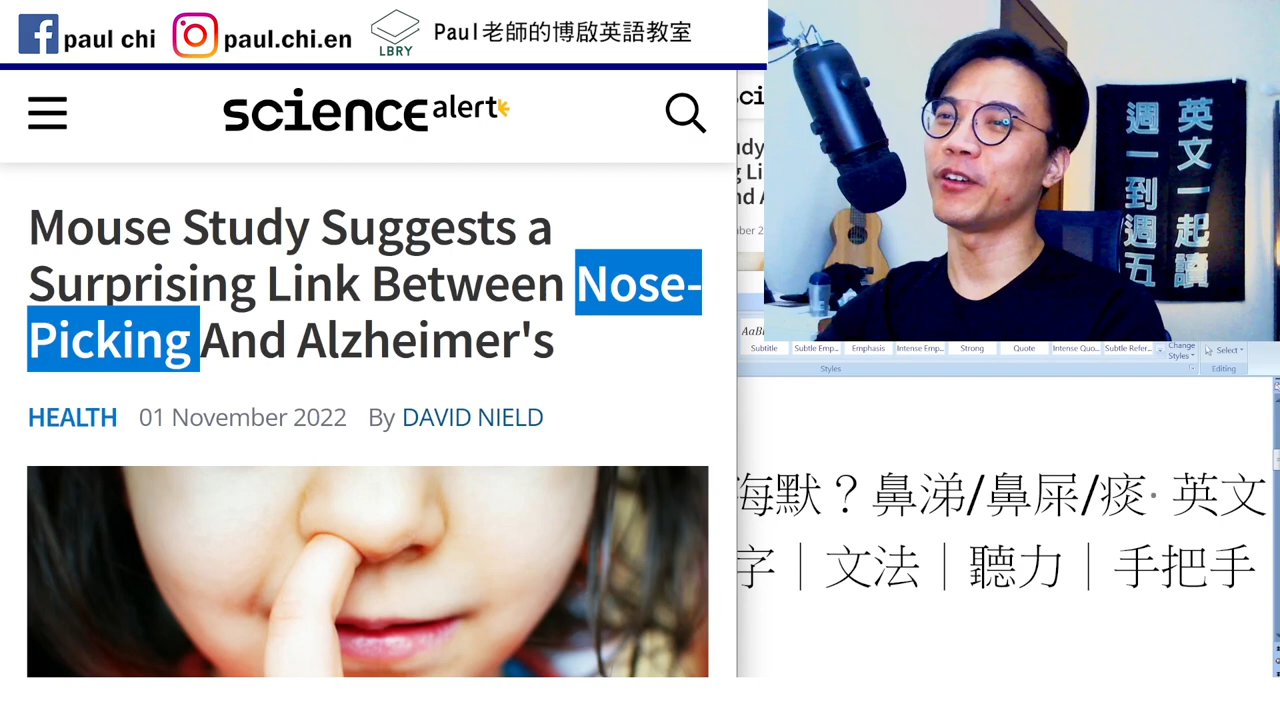 paul chi
paul.chi.en
LBRY
Paul老師的博啟英語教室
science alert
Mouse Study Suggests a
Surprising Link Between Nose-
Picking And Alzheimer's
HEALTH 01 November 2022 By DAVID NIELD
英文一起讀
週一到週五
Subtitle Subtle Emp... Emphasis Intense Emp... Strong Quote Intense Quo... Subtle Refer...
Change
Styles
Select
Styles
Editing
默？鼻涕/鼻屎/痰 英文
字｜文法｜聽力｜手把手